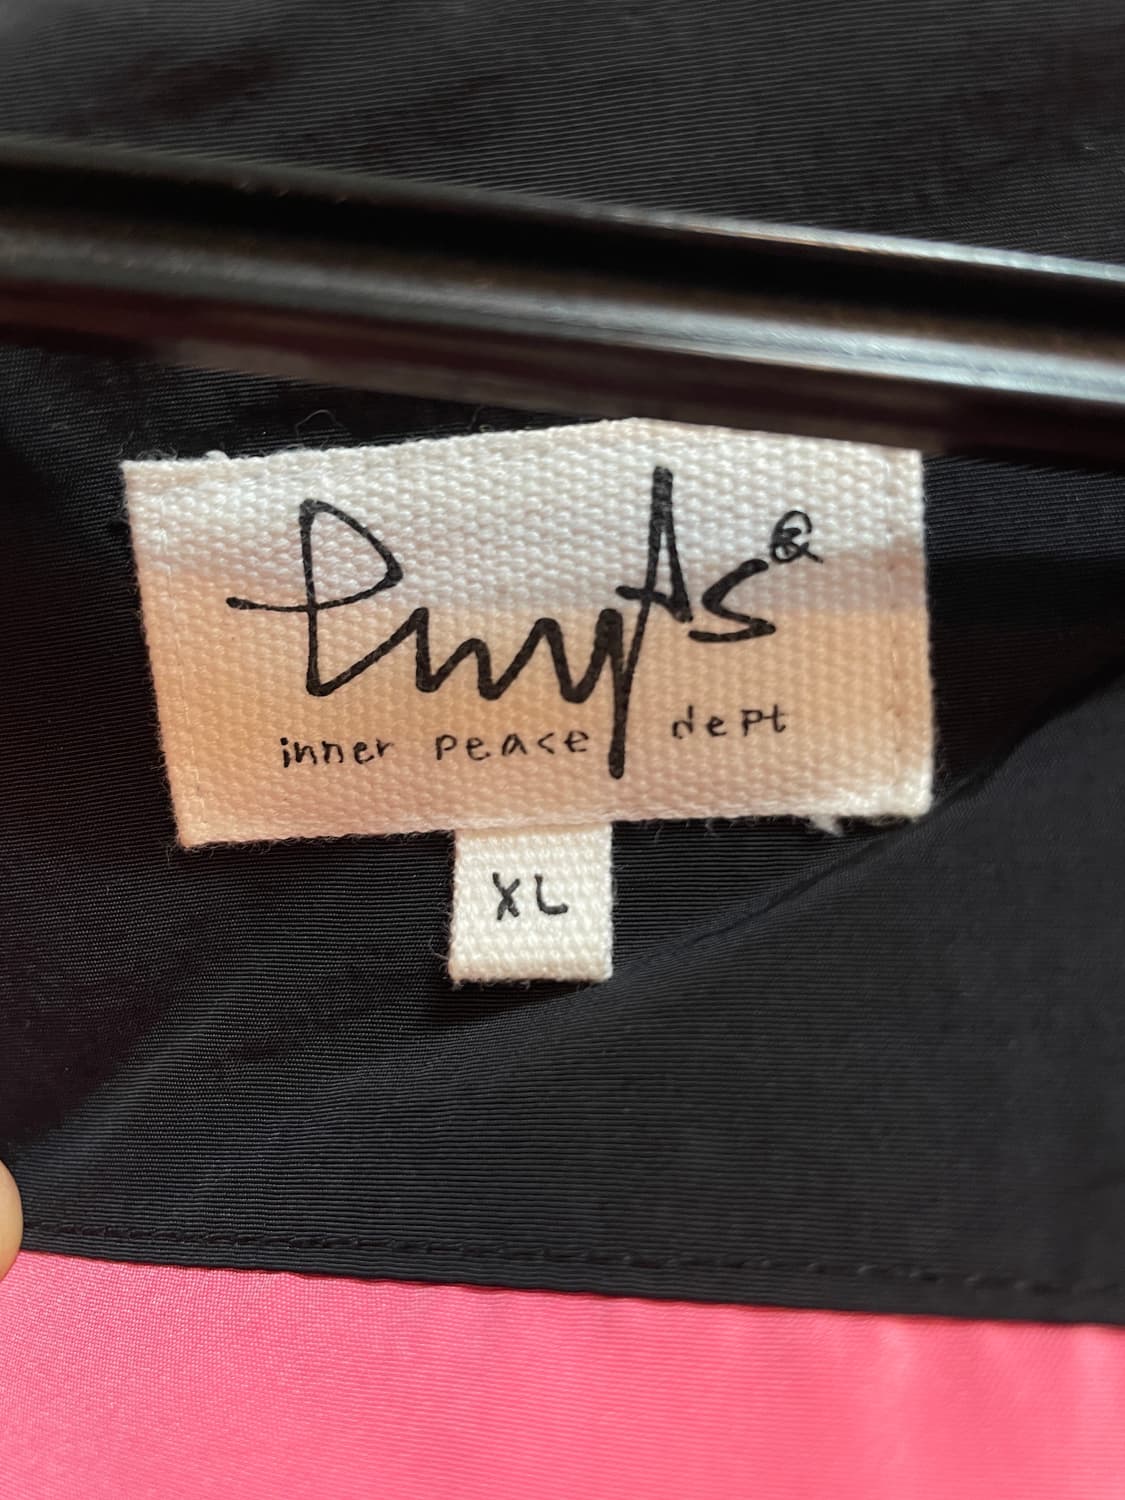 inner peace dept
XL